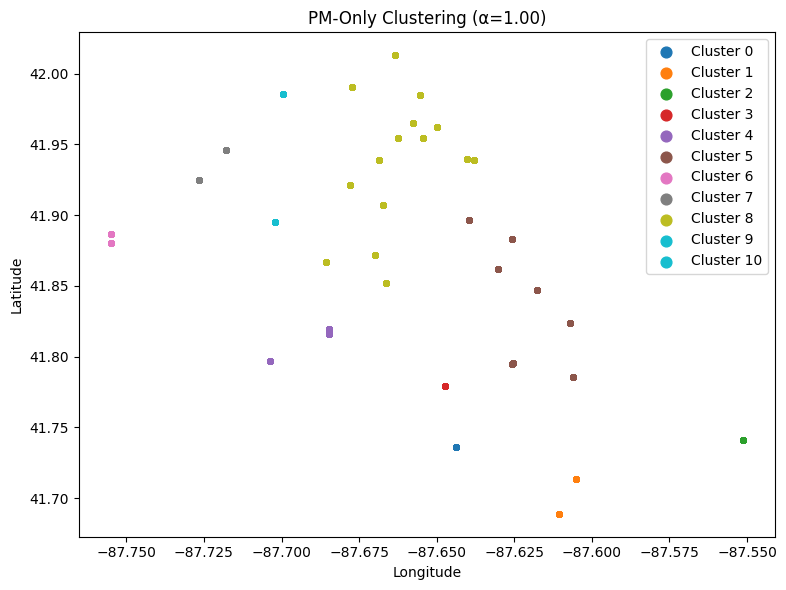 PM-Only Clustering (α=1.00)
Cluster 0
Cluster 1
Cluster 2
Cluster 3
Cluster 4
Cluster 5
Cluster 6
Cluster 7
Cluster 8
Cluster 9
Cluster 10
Latitude
42.00
41.95
41.90
41.85
41.80
41.75
41.70
−87.750
−87.725
−87.700
−87.675
−87.650
−87.625
−87.600
−87.575
−87.550
Longitude